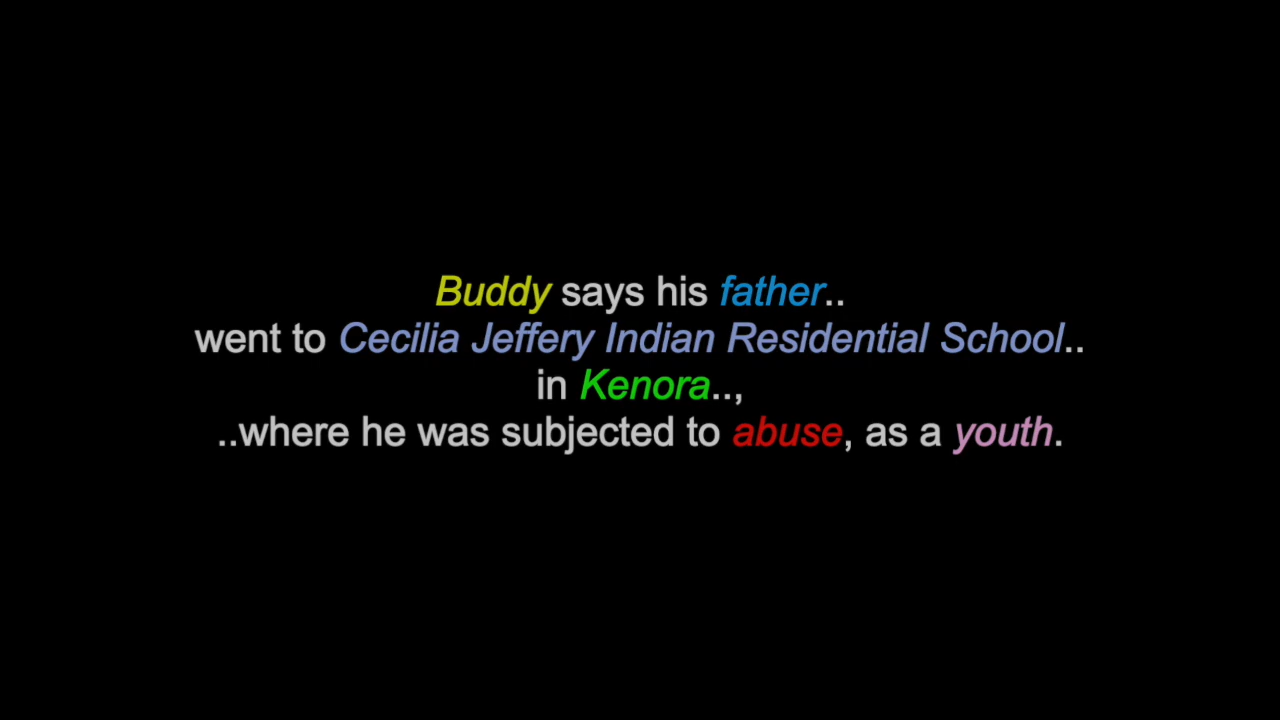 Buddy says his father..
went to Cecilia Jeffery Indian Residential School..
in Kenora..,
..where he was subjected to abuse, as a youth.